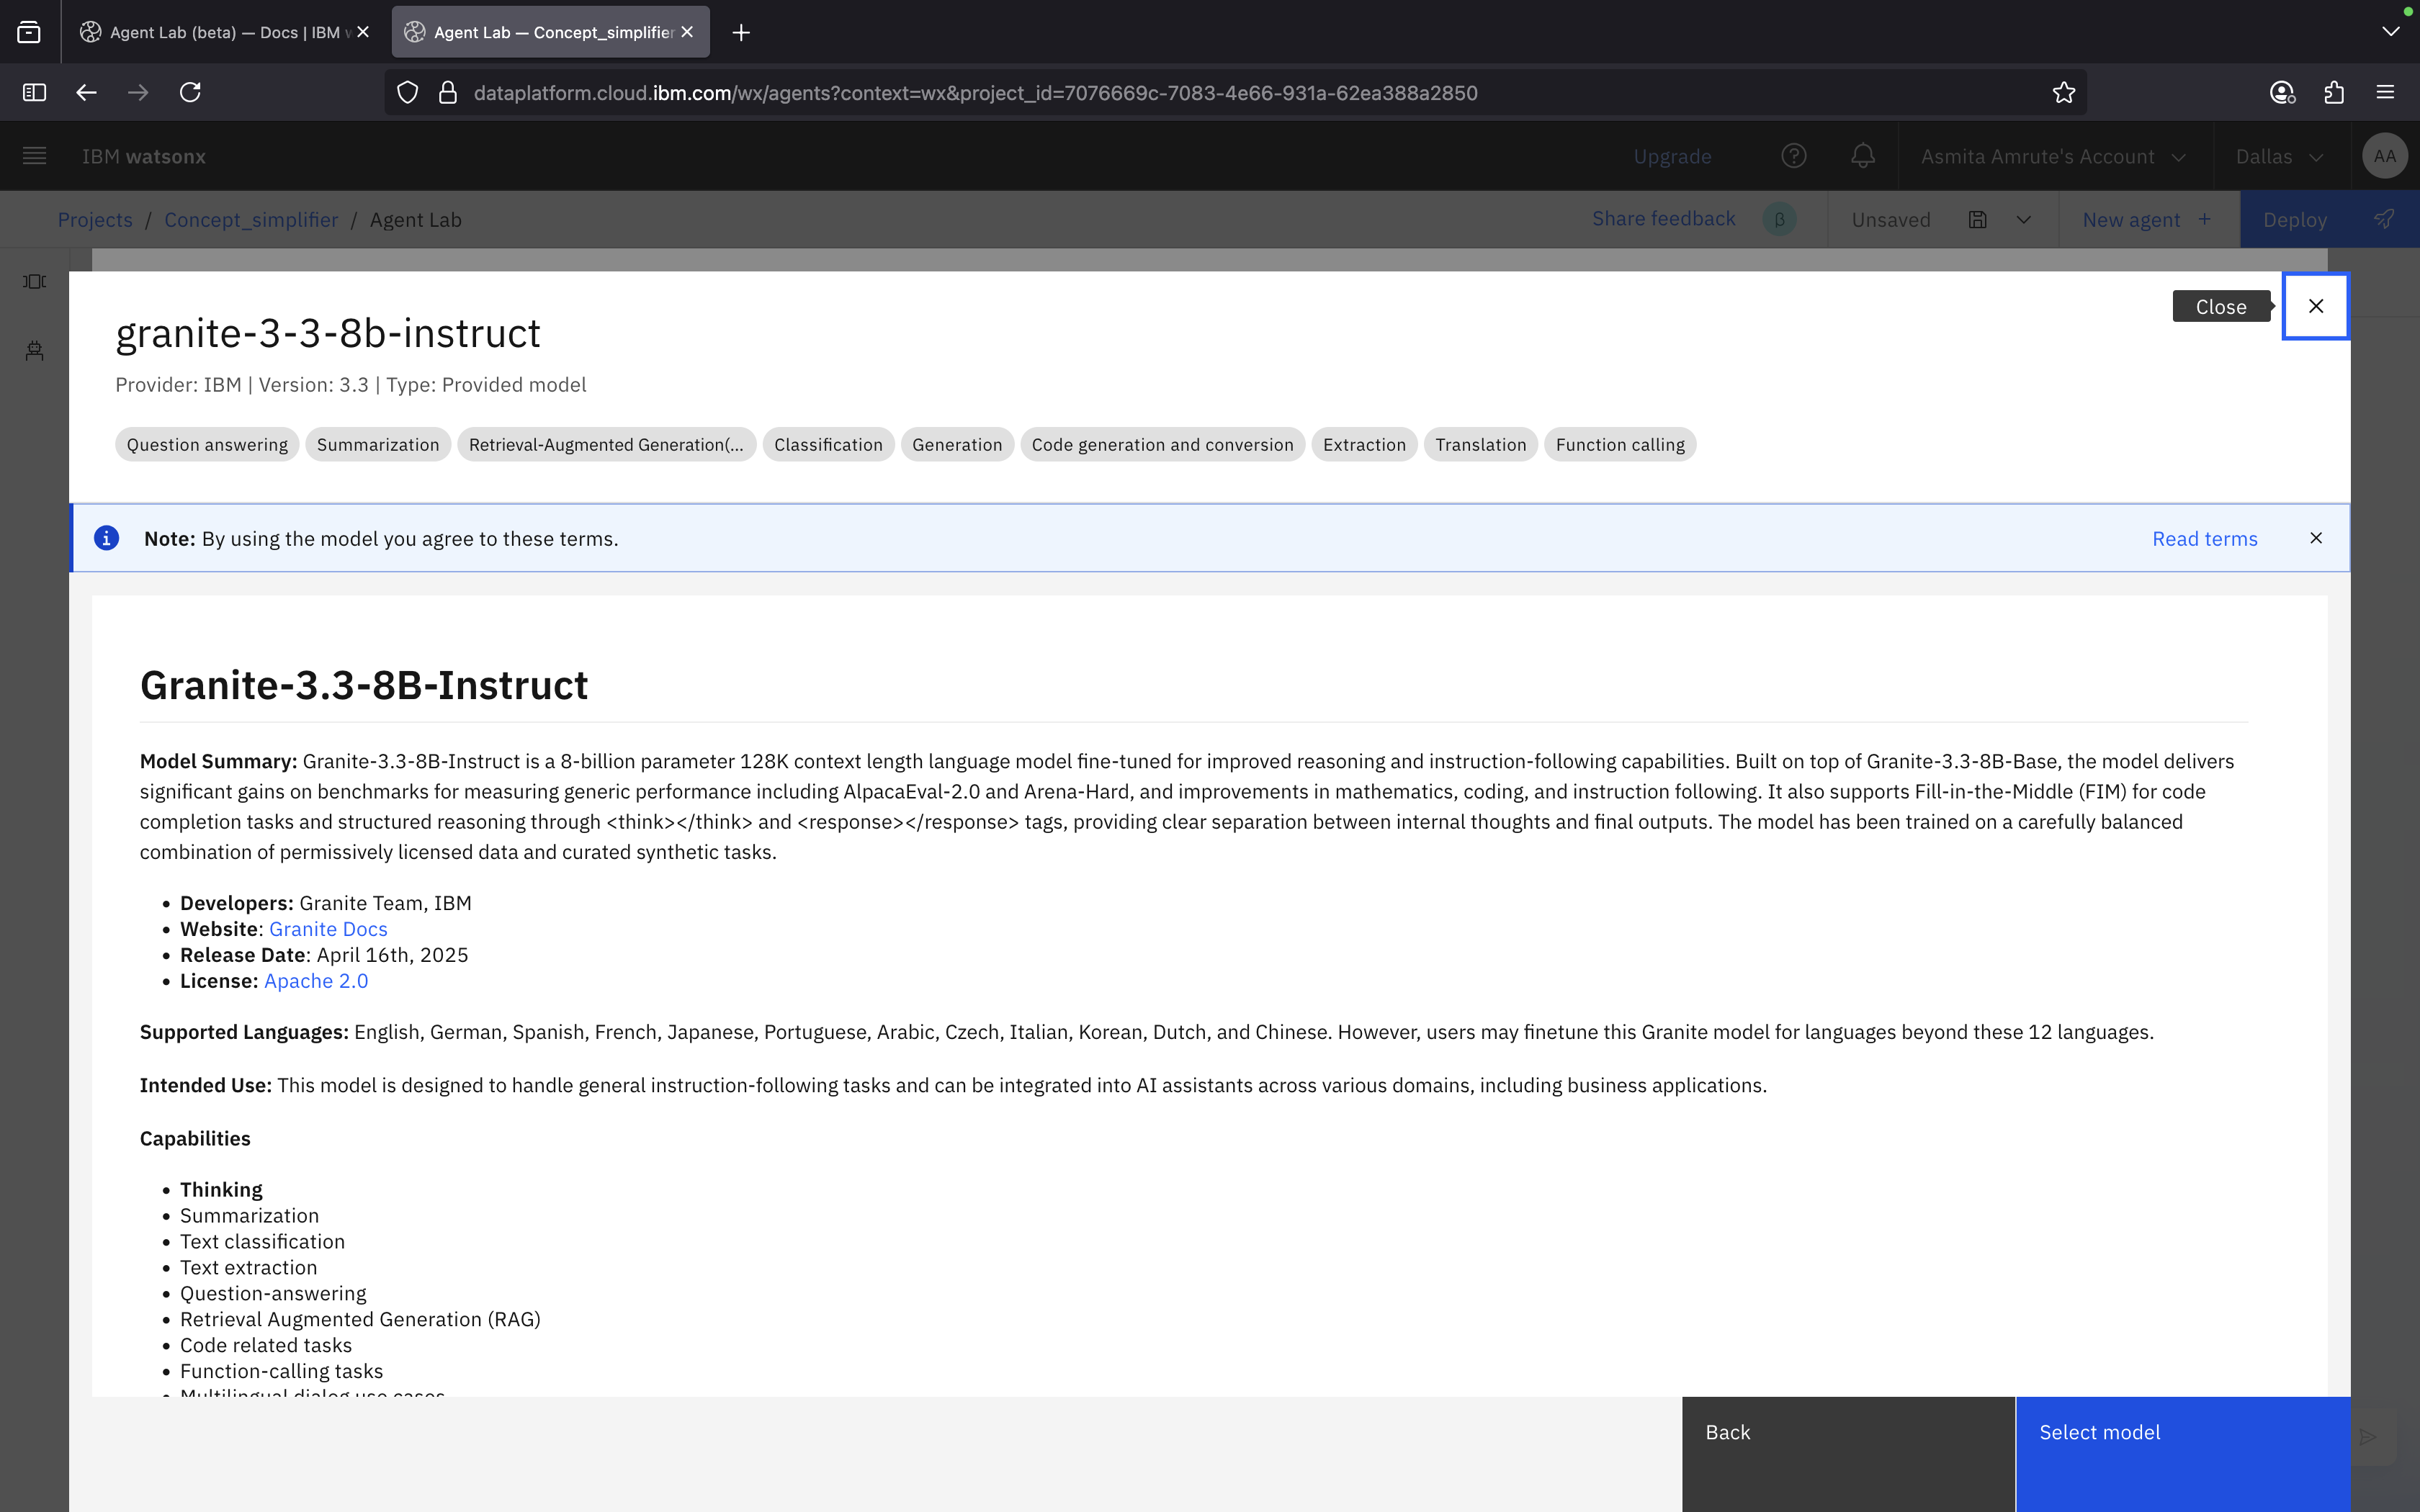 Agent Lab (beta) — Docs | IBM w
Agent Lab — Concept_simplifier
dataplatform.cloud.ibm.com/wx/agents?context=wx&project_id=7076669c-7083-4e66-931a-62ea388a2850
IBM watsonx
Upgrade
Asmita Amrute's Account
Dallas
AA
Projects / Concept_simplifier / Agent Lab
Share feedback
β
Unsaved
New agent +
Deploy
granite-3-3-8b-instruct
Close
Provider: IBM | Version: 3.3 | Type: Provided model
Question answering
Summarization
Retrieval-Augmented Generation(...
Classification
Generation
Code generation and conversion
Extraction
Translation
Function calling
Note: By using the model you agree to these terms.
Read terms
Granite-3.3-8B-Instruct
Model Summary: Granite-3.3-8B-Instruct is a 8-billion parameter 128K context length language model fine-tuned for improved reasoning and instruction-following capabilities. Built on top of Granite-3.3-8B-Base, the model delivers
significant gains on benchmarks for measuring generic performance including AlpacaEval-2.0 and Arena-Hard, and improvements in mathematics, coding, and instruction following. It also supports Fill-in-the-Middle (FIM) for code
completion tasks and structured reasoning through <think></think> and <response></response> tags, providing clear separation between internal thoughts and final outputs. The model has been trained on a carefully balanced
combination of permissively licensed data and curated synthetic tasks.
• Developers: Granite Team, IBM
• Website: Granite Docs
• Release Date: April 16th, 2025
• License: Apache 2.0
Supported Languages: English, German, Spanish, French, Japanese, Portuguese, Arabic, Czech, Italian, Korean, Dutch, and Chinese. However, users may finetune this Granite model for languages beyond these 12 languages.
Intended Use: This model is designed to handle general instruction-following tasks and can be integrated into AI assistants across various domains, including business applications.
Capabilities
• Thinking
• Summarization
• Text classification
• Text extraction
• Question-answering
• Retrieval Augmented Generation (RAG)
• Code related tasks
• Function-calling tasks
• Multilingual dialog use cases
Back
Select model